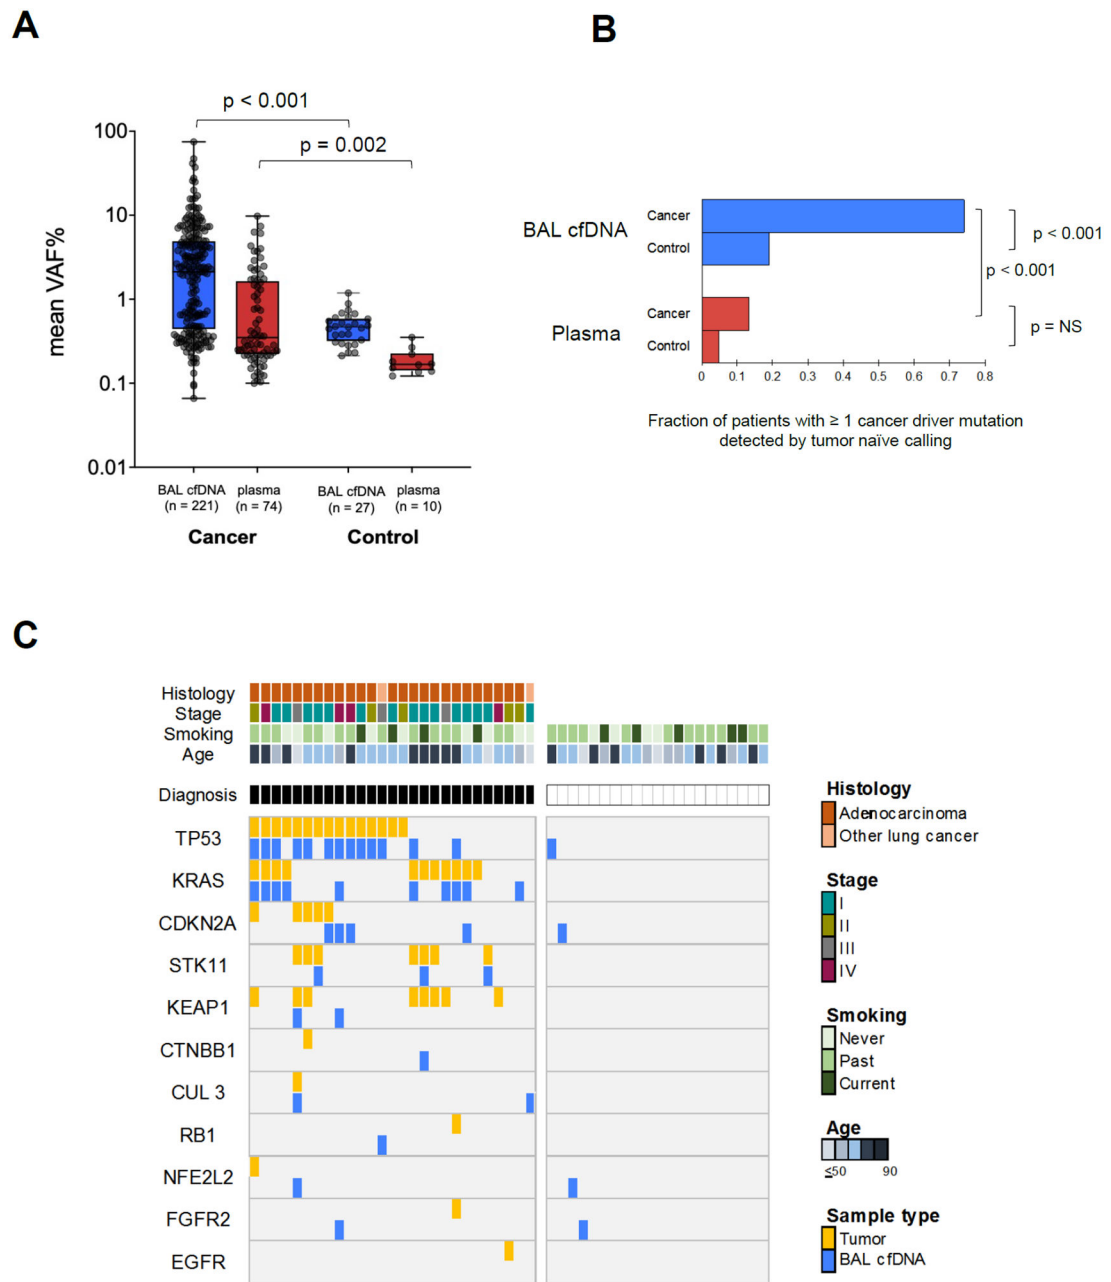 A
B
p < 0.001
p = 0.002
100
10
1
0.1
0.01
mean VAF%
BAL cfDNA
(n = 221)
plasma
(n = 74)
BAL cfDNA
(n = 27)
plasma
(n = 10)
Cancer
Control
BAL cfDNA
Cancer
Control
Plasma
Cancer
Control
p < 0.001
p < 0.001
p = NS
0 0.1 0.2 0.3 0.4 0.5 0.6 0.7 0.8
Fraction of patients with ≥ 1 cancer driver mutation
detected by tumor naïve calling
C
Histology
Stage
Smoking
Age
Diagnosis
TP53
KRAS
CDKN2A
STK11
KEAP1
CTNBB1
CUL 3
RB1
NFE2L2
FGFR2
EGFR
Histology
Adenocarcinoma
Other lung cancer
Stage
I
II
III
IV
Smoking
Never
Past
Current
Age
≤50 90
Sample type
Tumor
BAL cfDNA